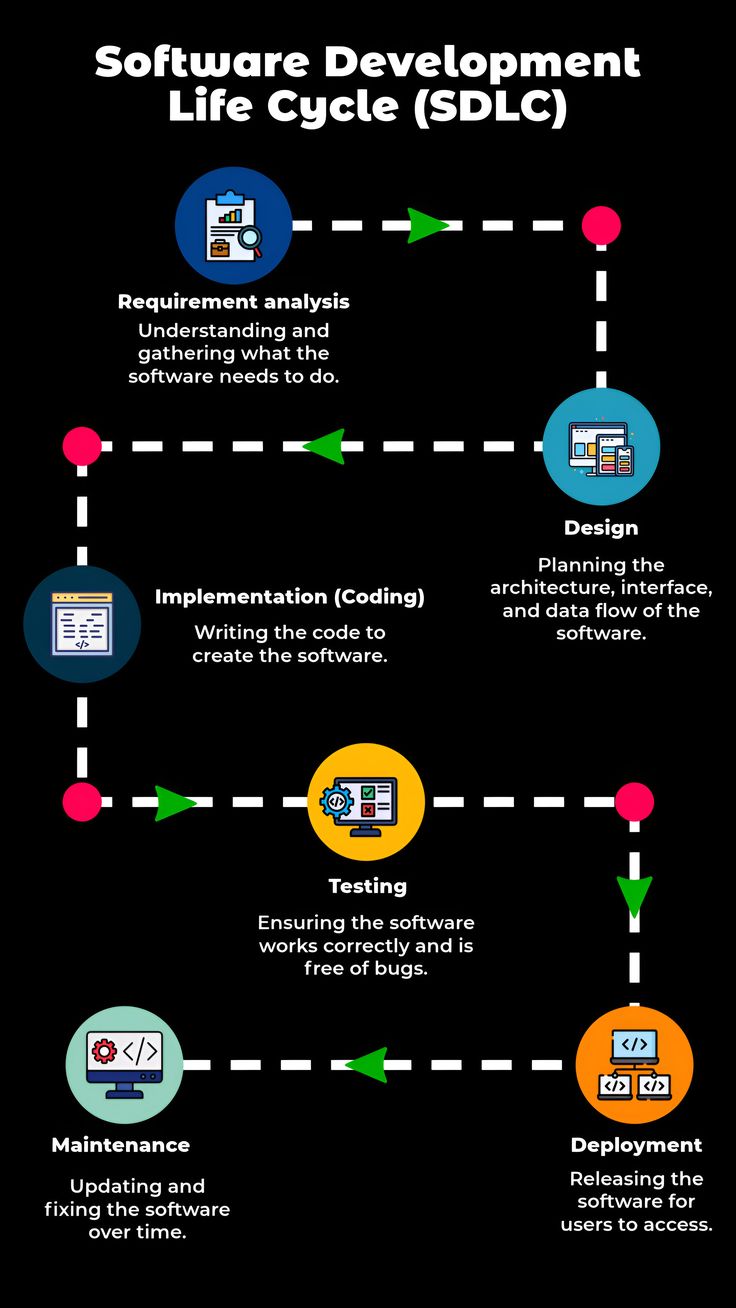 Software Development
Life Cycle (SDLC)
Requirement analysis
Understanding and
gathering what the
software needs to do.
Design
Planning the
architecture, interface,
and data flow of the
software.
Implementation (Coding)
Writing the code to
create the software.
</>
</>
Testing
Ensuring the software
works correctly and is
free of bugs.
</>
Maintenance
Updating and
fixing the software
over time.
</>
</> </>
Deployment
Releasing the
software for
users to access.